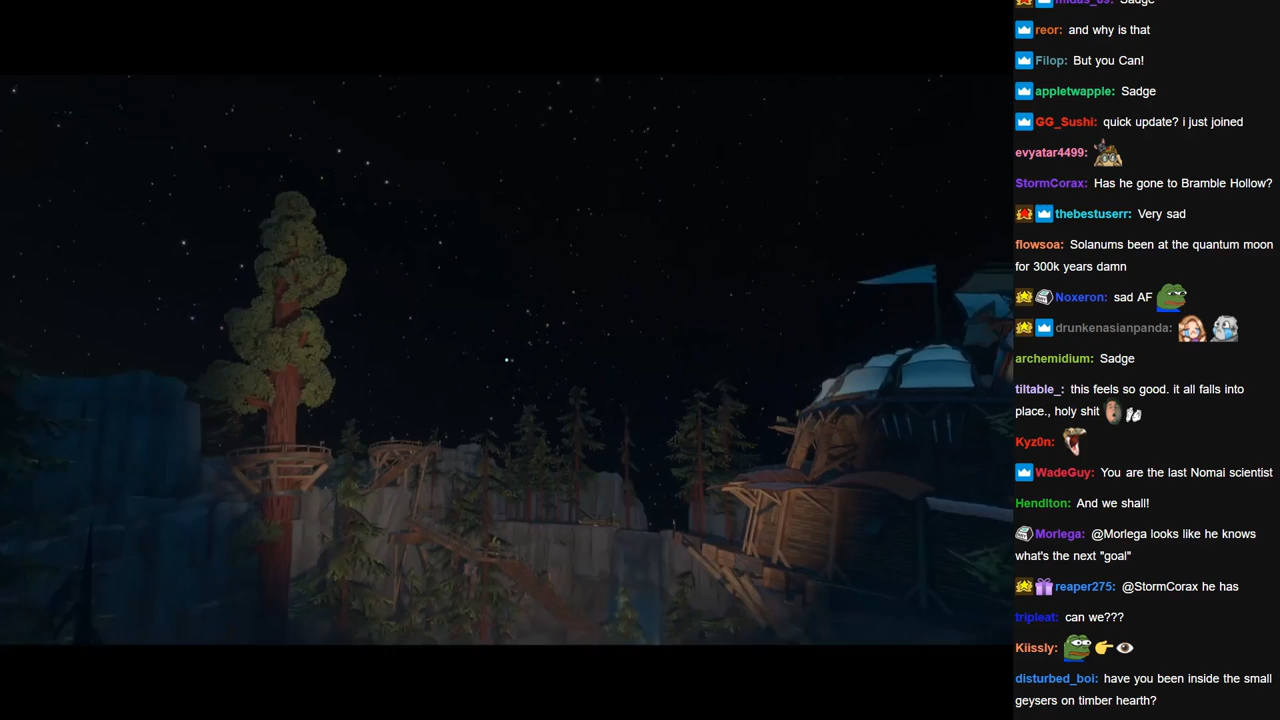 midas_69: Sadge
reor: and why is that
Filop: But you Can!
appletwapple: Sadge
GG_Sushi: quick update? i just joined
evyatar4499:
StormCorax: Has he gone to Bramble Hollow?
thebestuserr: Very sad
flowsoa: Solanums been at the quantum moon
for 300k years damn
Noxeron: sad AF
drunkenasianpanda:
archemidium: Sadge
tiltable_: this feels so good. it all falls into
place., holy shit
Kyz0n:
WadeGuy: You are the last Nomai scientist
Hendlton: And we shall!
Morlega: @Morlega looks like he knows
what's the next "goal"
reaper275: @StormCorax he has
tripleat: can we???
Kiissly:
disturbed_boi: have you been inside the small
geysers on timber hearth?